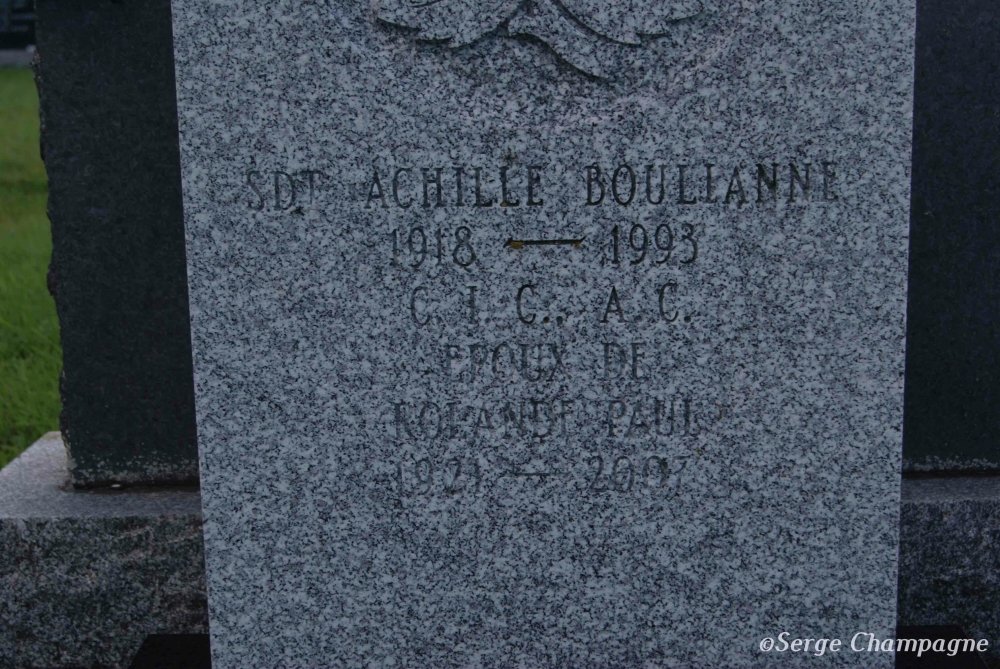 SDT ACHILLE BOULIANNE
1918 — 1993
C. I. C., A. C.
EPOUX DE
ROLANDE PAUL
1921 — 2007
©Serge Champagne